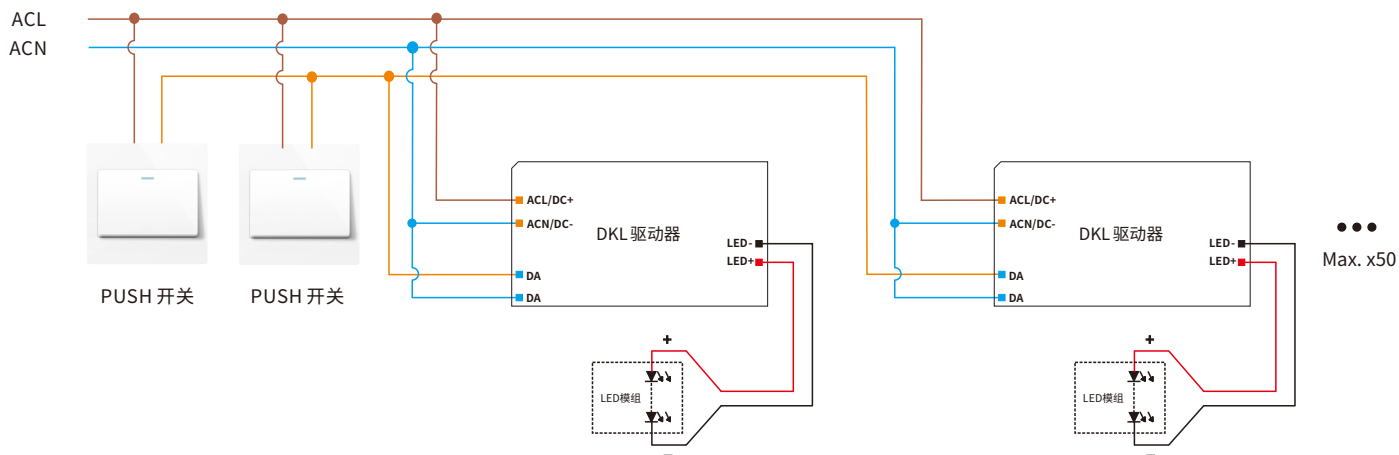 ACL
ACN
PUSH 开关
PUSH 开关
ACL/DC+
ACN/DC-
DKL 驱动器
LED-
LED+
DA
DA
+
LED模组
-
ACL/DC+
ACN/DC-
DKL 驱动器
LED-
LED+
DA
DA
+
LED模组
-
•••
Max. x50